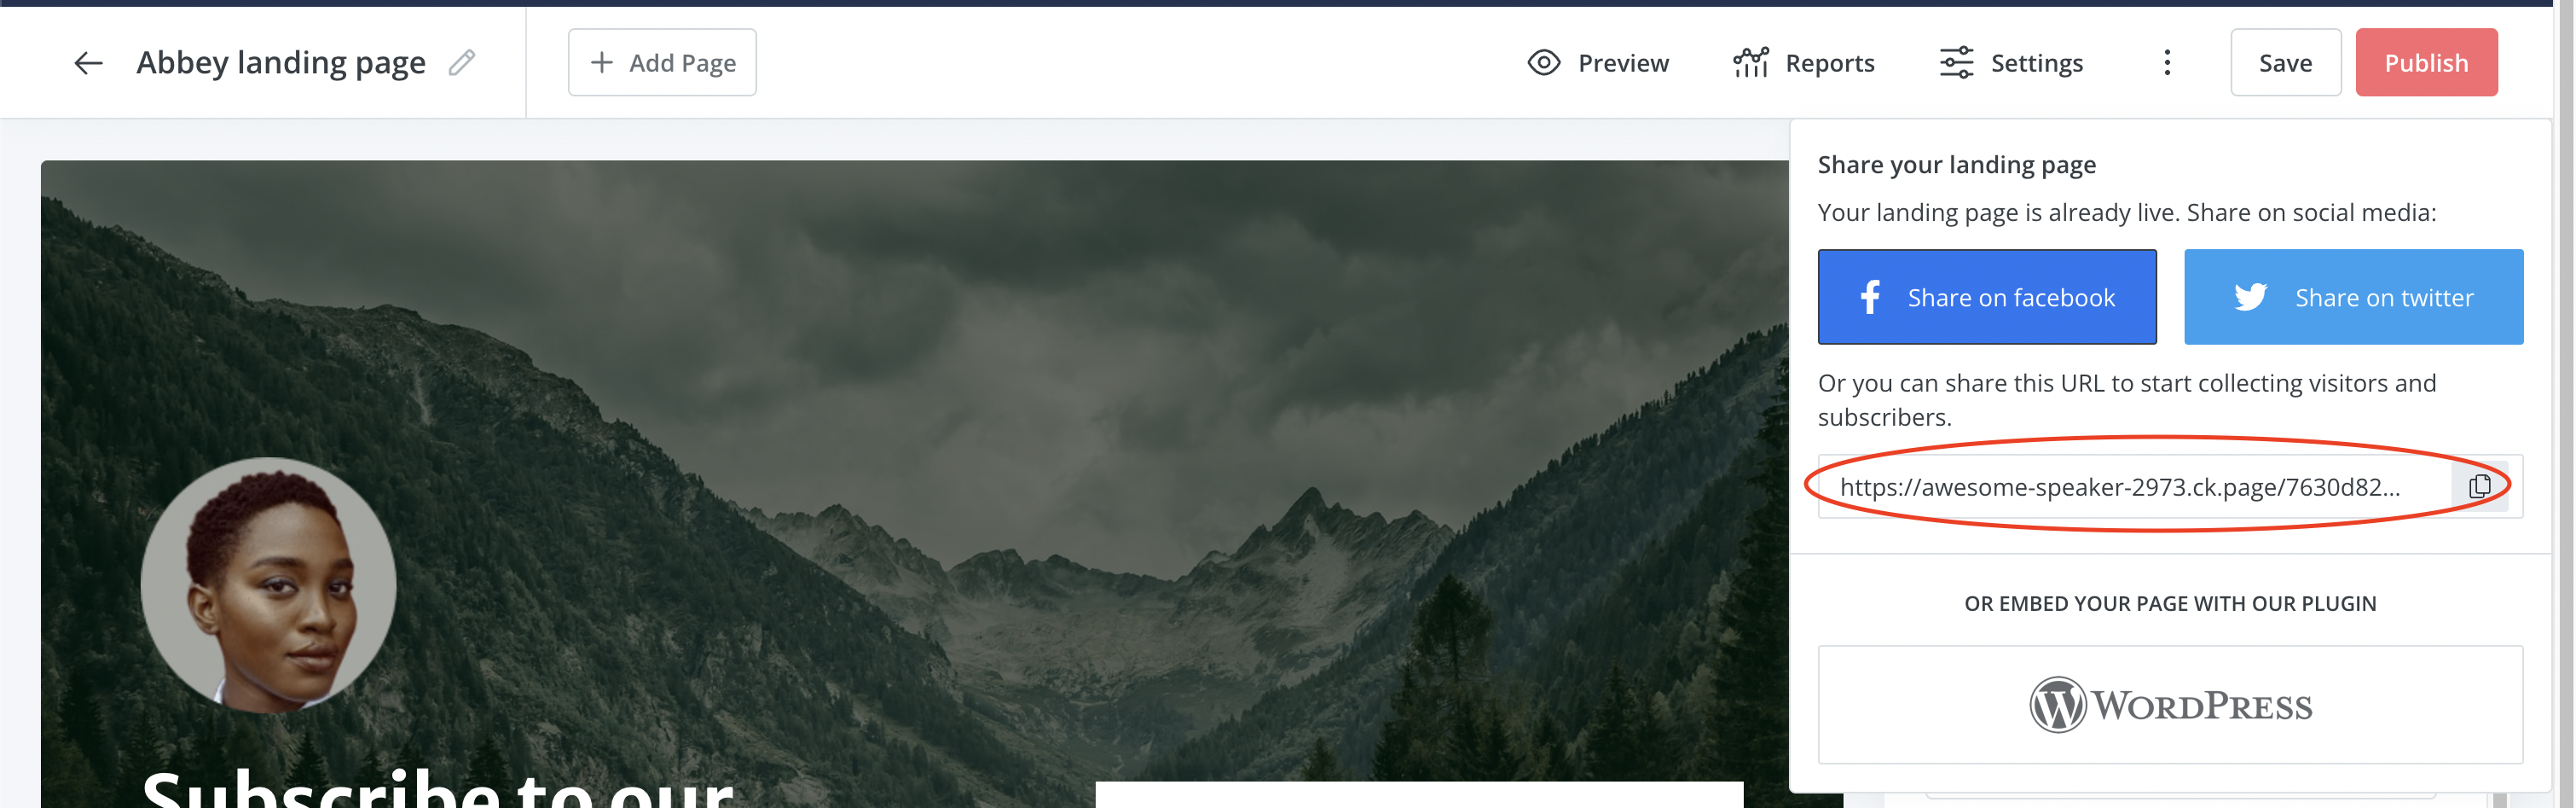 Abbey landing page
Add Page
Preview
Reports
Settings
Save
Publish
Share your landing page
Your landing page is already live. Share on social media:
Share on facebook
Share on twitter
Or you can share this URL to start collecting visitors and
subscribers.
https://awesome-speaker-2973.ck.page/7630d82...
OR EMBED YOUR PAGE WITH OUR PLUGIN
WORDPRESS
Subscribe to our